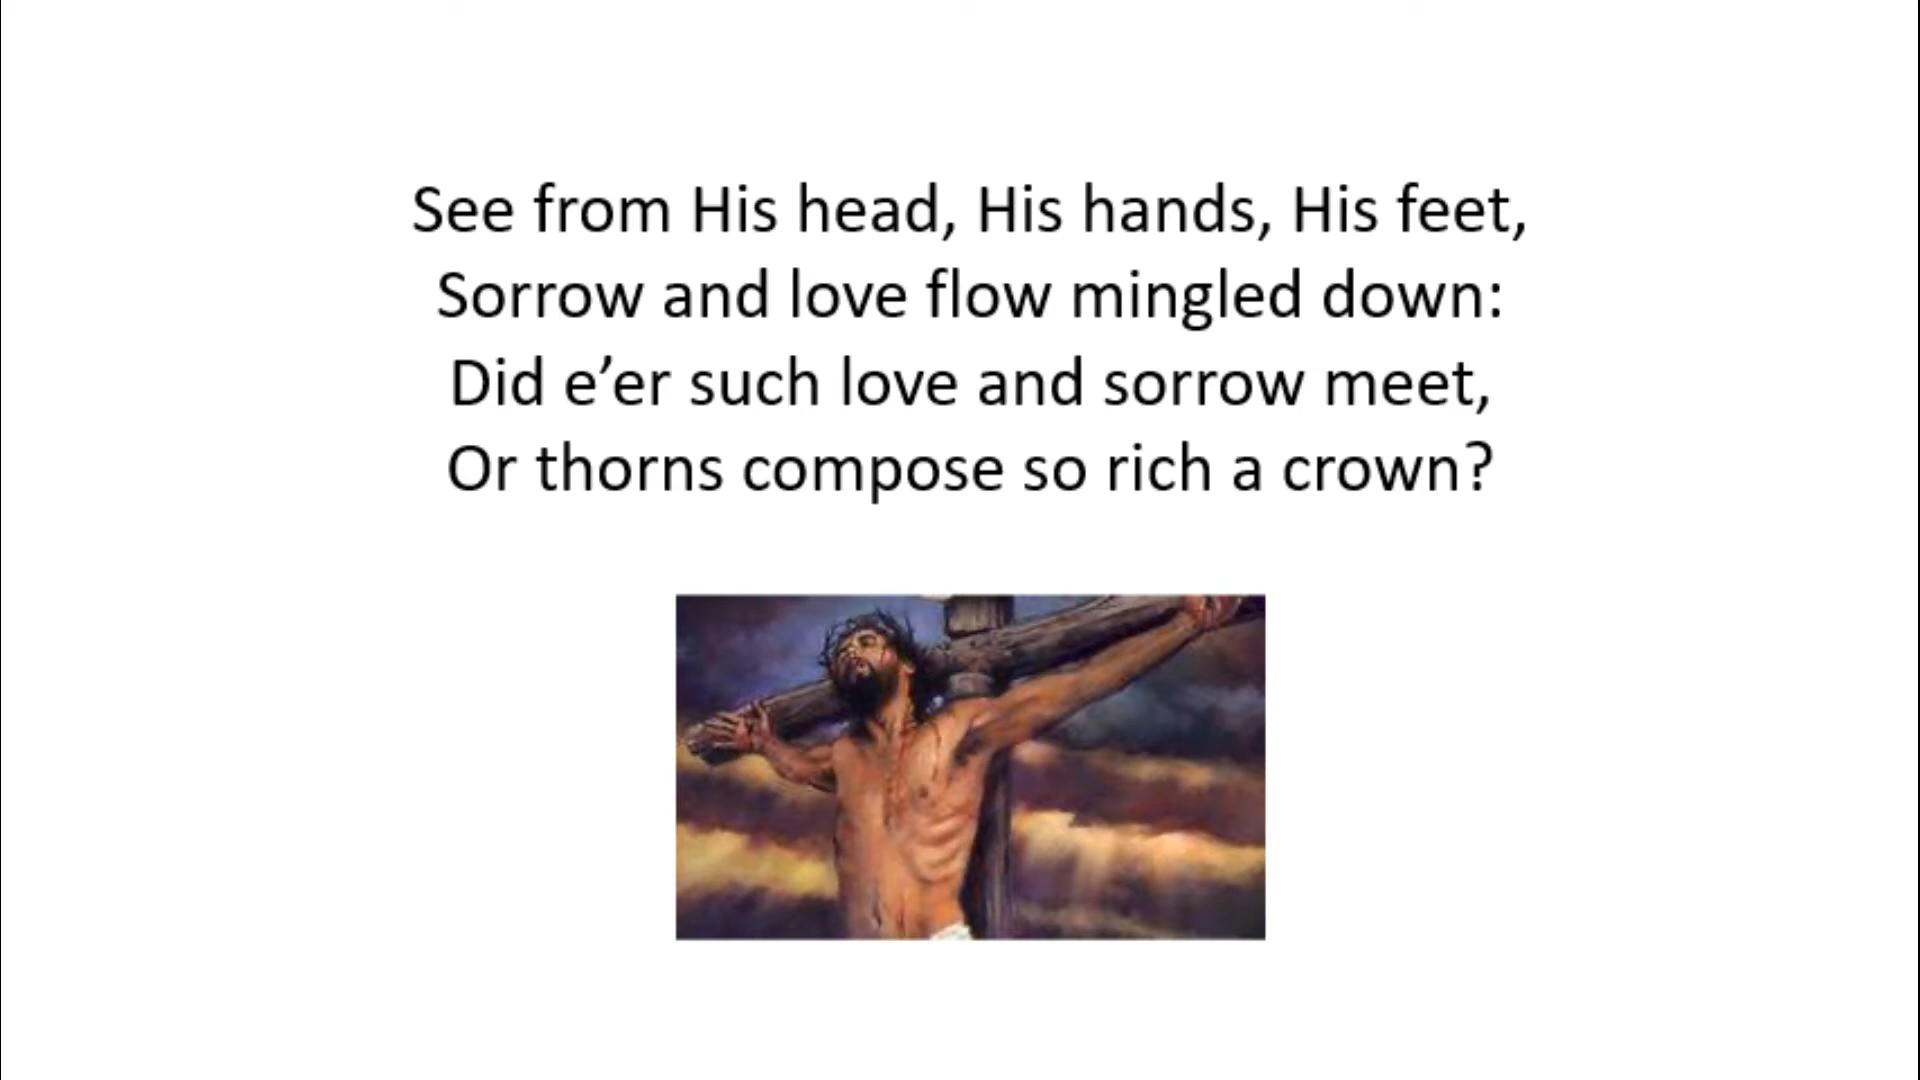 See from His head, His hands, His feet,
Sorrow and love flow mingled down:
Did e’er such love and sorrow meet,
Or thorns compose so rich a crown?